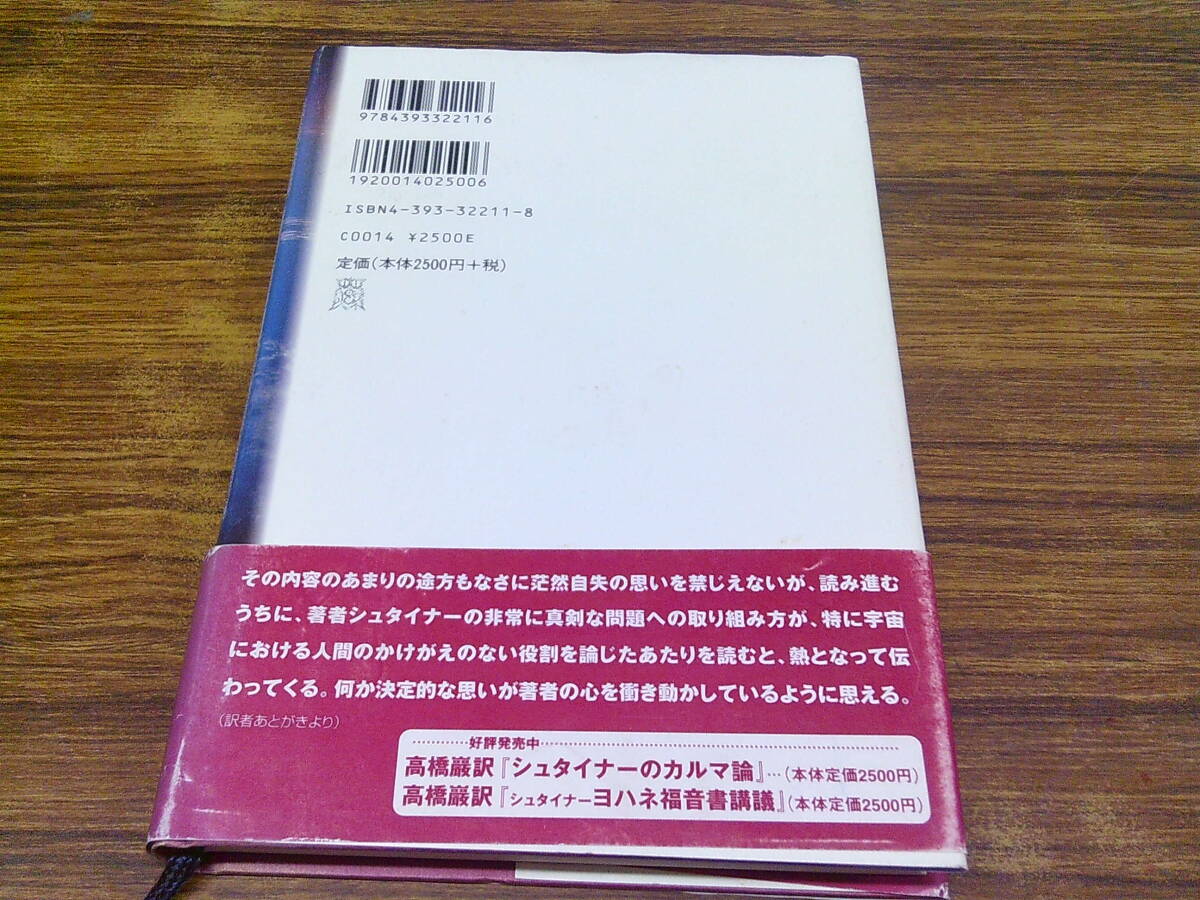 9784393322116
1920014025006
ISBN4-393-32211-8
C0014 ¥2500E
定価(本体2500円+税)
その内容のあまりの途方もなさに茫然自失の思いを禁じえないが、読み進む
うちに、著者シュタイナーの非常に真剣な問題への取り組み方が、特に宇宙
における人間のかけがえのない役割を論じたあたりを読むと、熱となって伝
わってくる。何か決定的な思いが著者の心を衝き動かしているように思える。
(訳者あとがきより)
…………好評発売中…………
高橋巖訳『シュタイナーのカルマ論』…(本体定価2500円)
高橋巖訳『シュタイナーヨハネ福音書講義』(本体定価2500円)